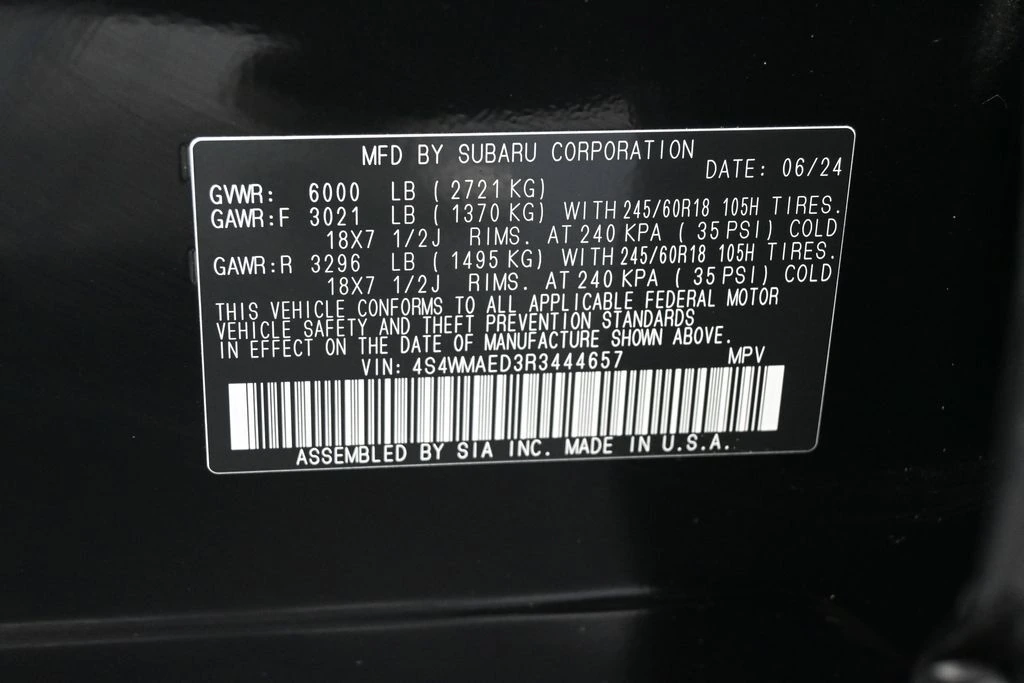 MFD BY SUBARU CORPORATION
DATE: 06/24
GVWR: 6000 LB ( 2721 KG)
GAWR:F 3021 LB ( 1370 KG) WITH 245/60R18 105H TIRES.
18X7 1/2J RIMS. AT 240 KPA ( 35 PSI) COLD
GAWR:R 3296 LB ( 1495 KG) WITH 245/60R18 105H TIRES.
18X7 1/2J RIMS. AT 240 KPA ( 35 PSI) COLD
THIS VEHICLE CONFORMS TO ALL APPLICABLE FEDERAL MOTOR
VEHICLE SAFETY AND THEFT PREVENTION STANDARDS
IN EFFECT ON THE DATE OF MANUFACTURE SHOWN ABOVE.
VIN: 4S4WMAED3R3444657 MPV
ASSEMBLED BY SIA INC. MADE IN U.S.A.